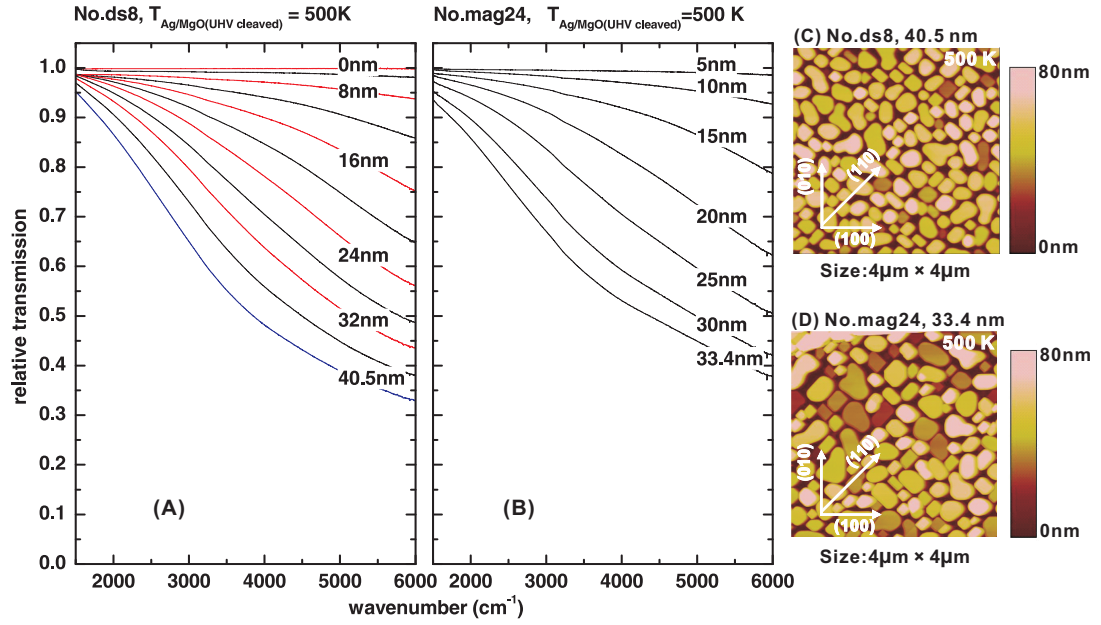 No.ds8, T Ag/MgO(UHV cleaved) = 500K
No.mag24, T Ag/MgO(UHV cleaved) =500 K
relative transmission
1.0
0.9
0.8
0.7
0.6
0.5
0.4
0.3
0.2
0.1
0.0
0nm
8nm
16nm
24nm
32nm
40.5nm
(A)
2000 3000 4000 5000 6000
5nm
10nm
15nm
20nm
25nm
30nm
33.4nm
(B)
2000 3000 4000 5000 6000
wavenumber (cm-1)
(C) No.ds8, 40.5 nm
500 K
80nm
(010)
(110)
(100)
0nm
Size:4μm × 4μm
(D) No.mag24, 33.4 nm
500 K
80nm
(010)
(110)
(100)
0nm
Size:4μm × 4μm